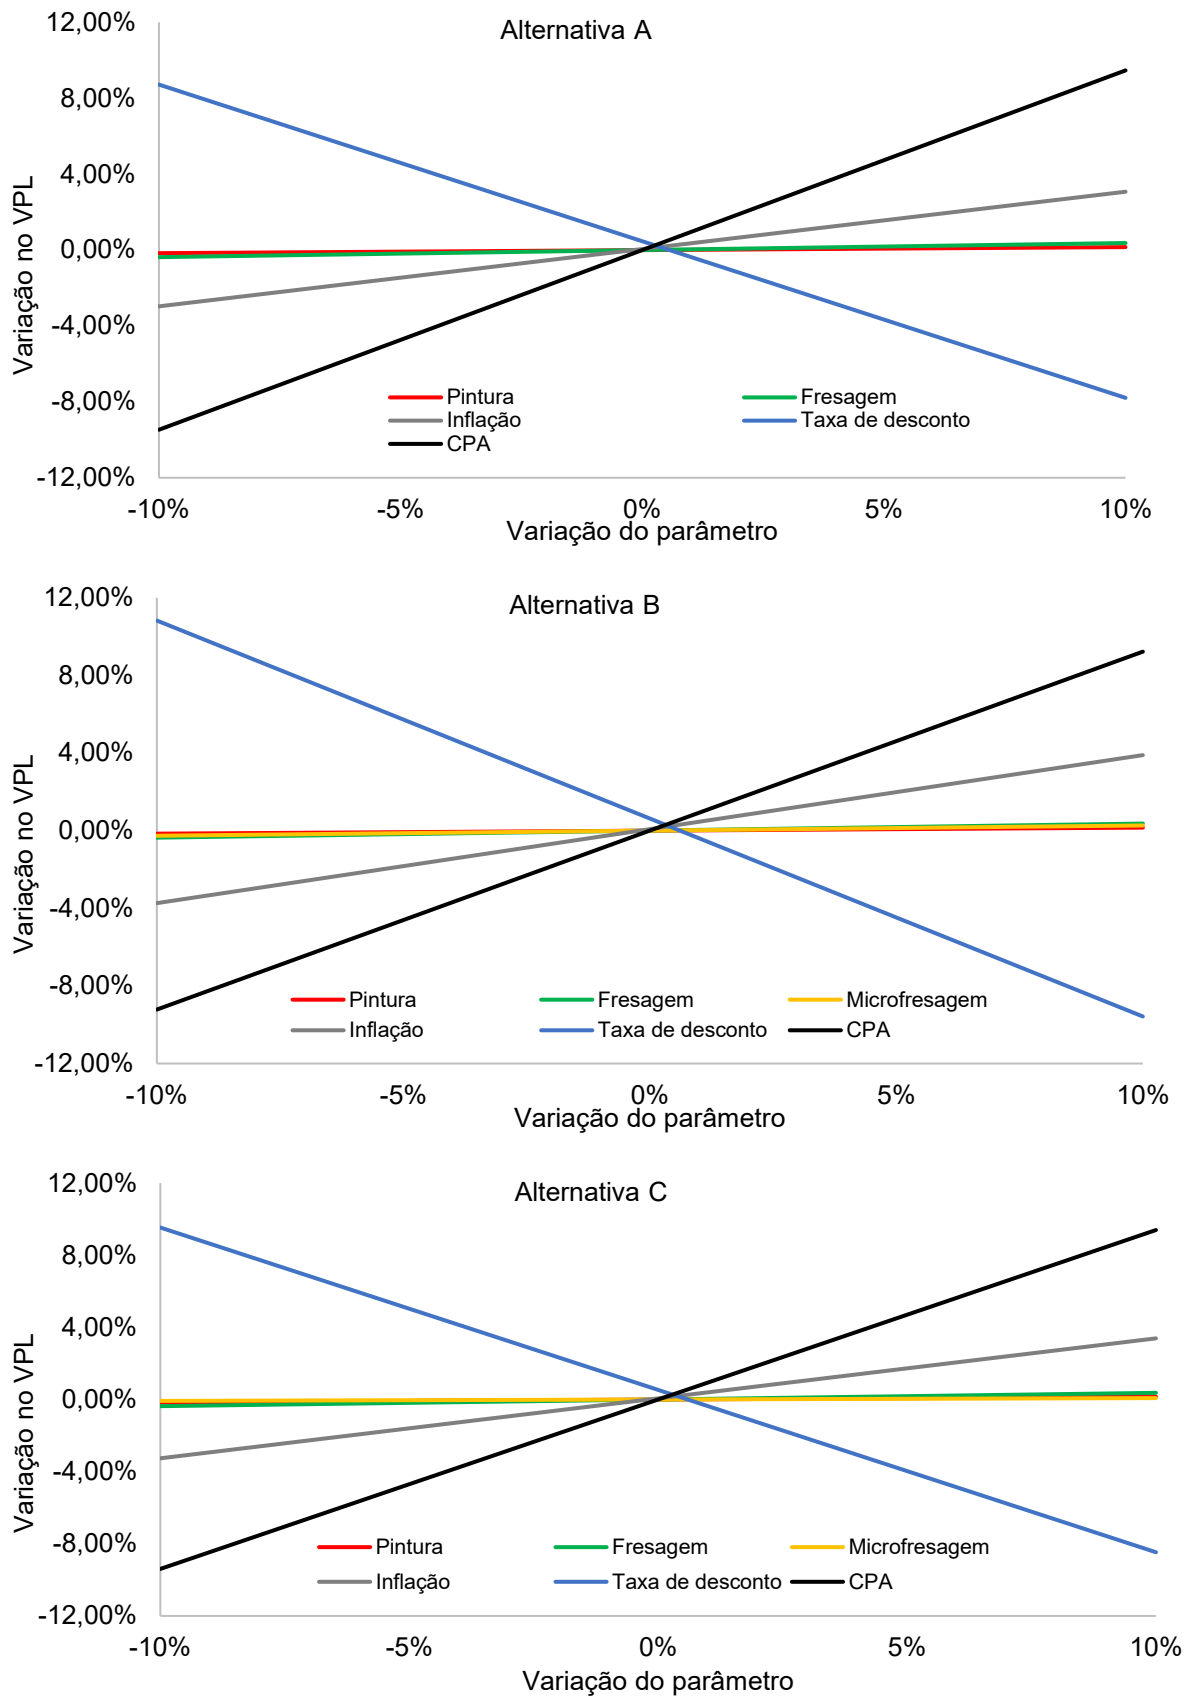 Alternativa A
12,00%
8,00%
4,00%
0,00%
-4,00%
-8,00%
-12,00%
Variação no VPL
Pintura
Fresagem
Inflação
Taxa de desconto
CPA
-10%
-5%
0%
5%
10%
Variação do parâmetro
Alternativa B
12,00%
8,00%
4,00%
0,00%
-4,00%
-8,00%
-12,00%
Variação no VPL
Pintura
Fresagem
Microfresagem
Inflação
Taxa de desconto
CPA
-10%
-5%
0%
5%
10%
Variação do parâmetro
Alternativa C
12,00%
8,00%
4,00%
0,00%
-4,00%
-8,00%
-12,00%
Variação no VPL
Pintura
Fresagem
Microfresagem
Inflação
Taxa de desconto
CPA
-10%
-5%
0%
5%
10%
Variação do parâmetro